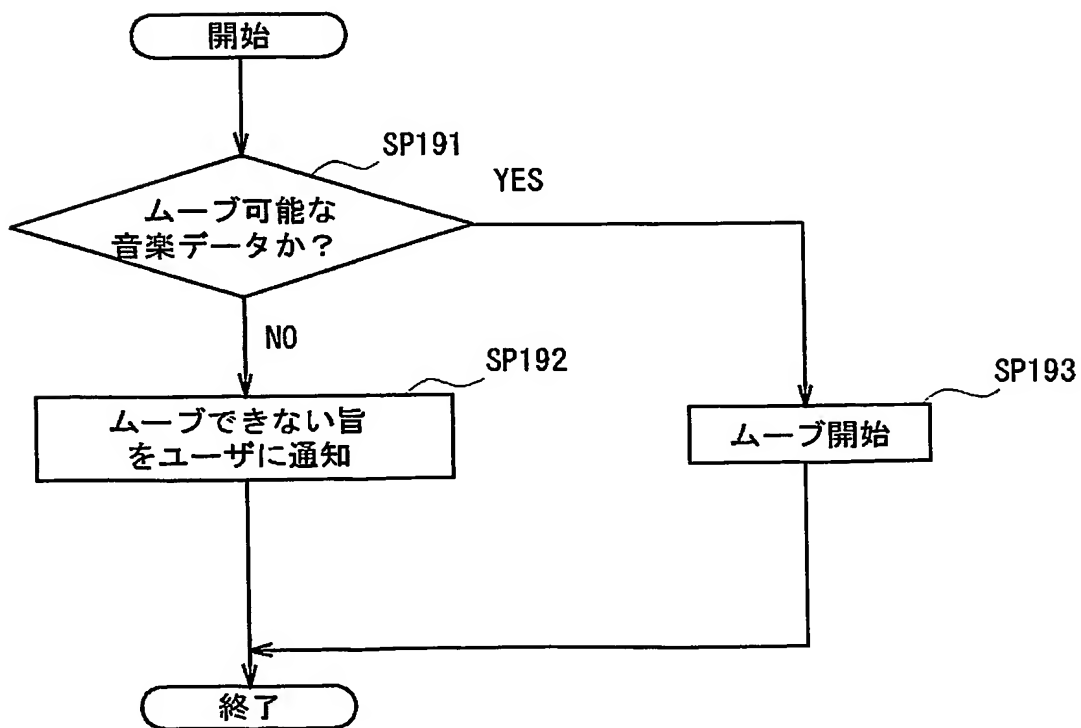 開始
SP191
YES
ムーブ可能な
音楽データか?
NO
SP192
ムーブできない旨
をユーザに通知
SP193
ムーブ開始
終了